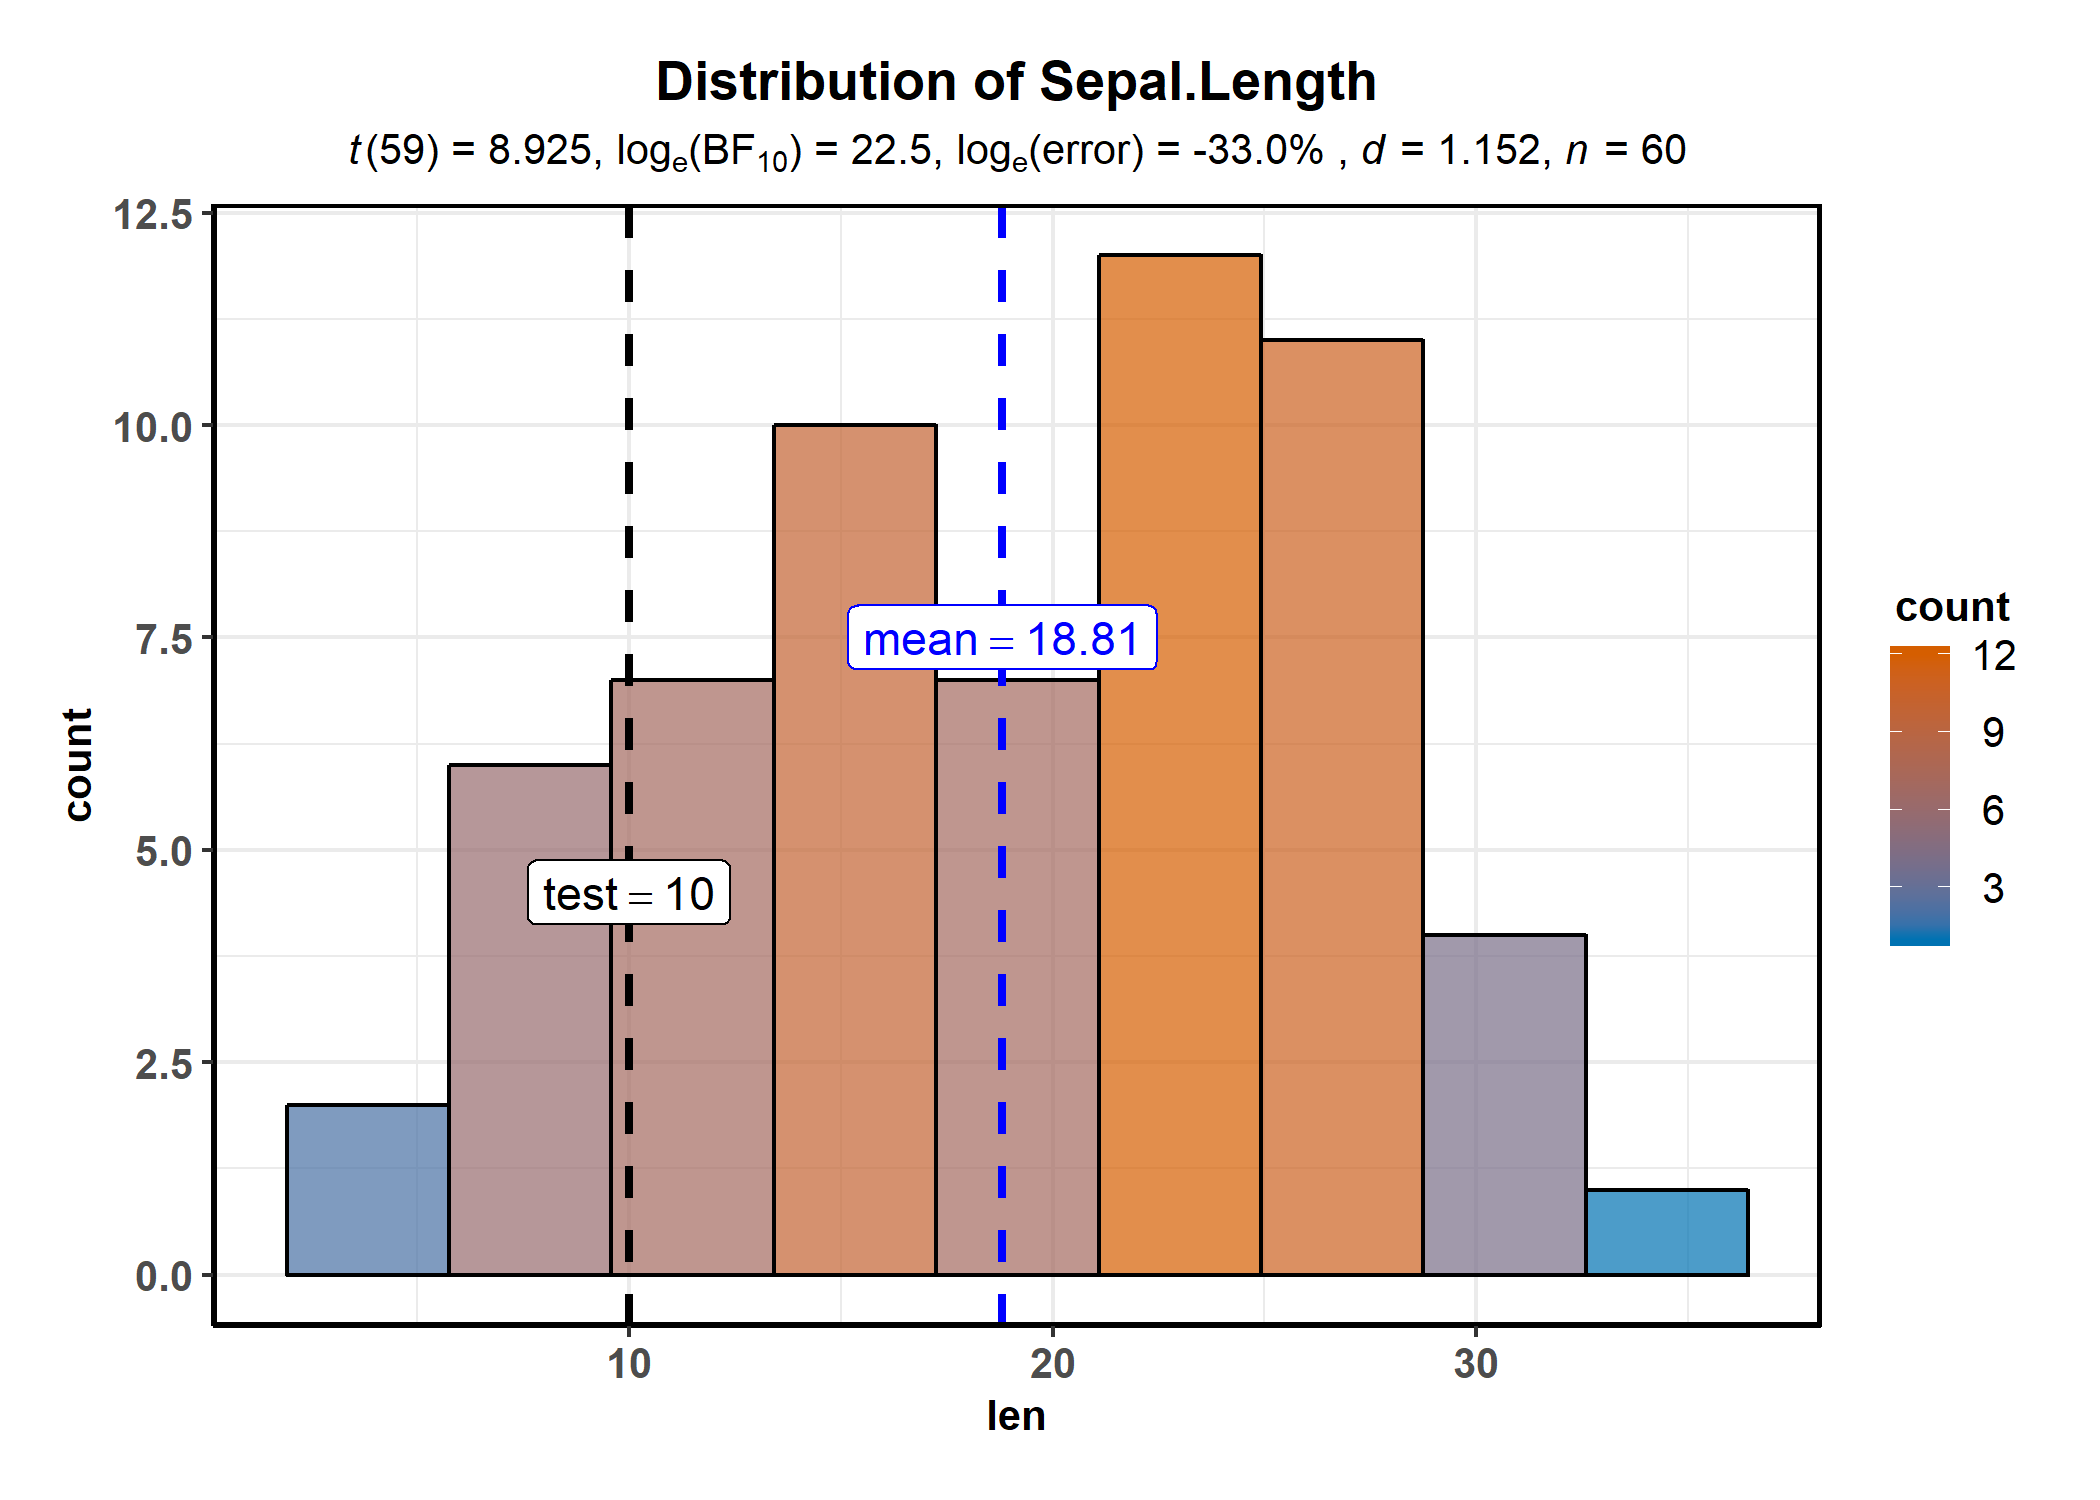 Distribution of Sepal.Length
t(59) = 8.925, logₑ(BF₁₀) = 22.5, logₑ(error) = -33.0% , d = 1.152, n = 60
12.5
10.0
7.5
5.0
2.5
0.0
count
mean = 18.81
test = 10
10 20 30
len
count
12
9
6
3